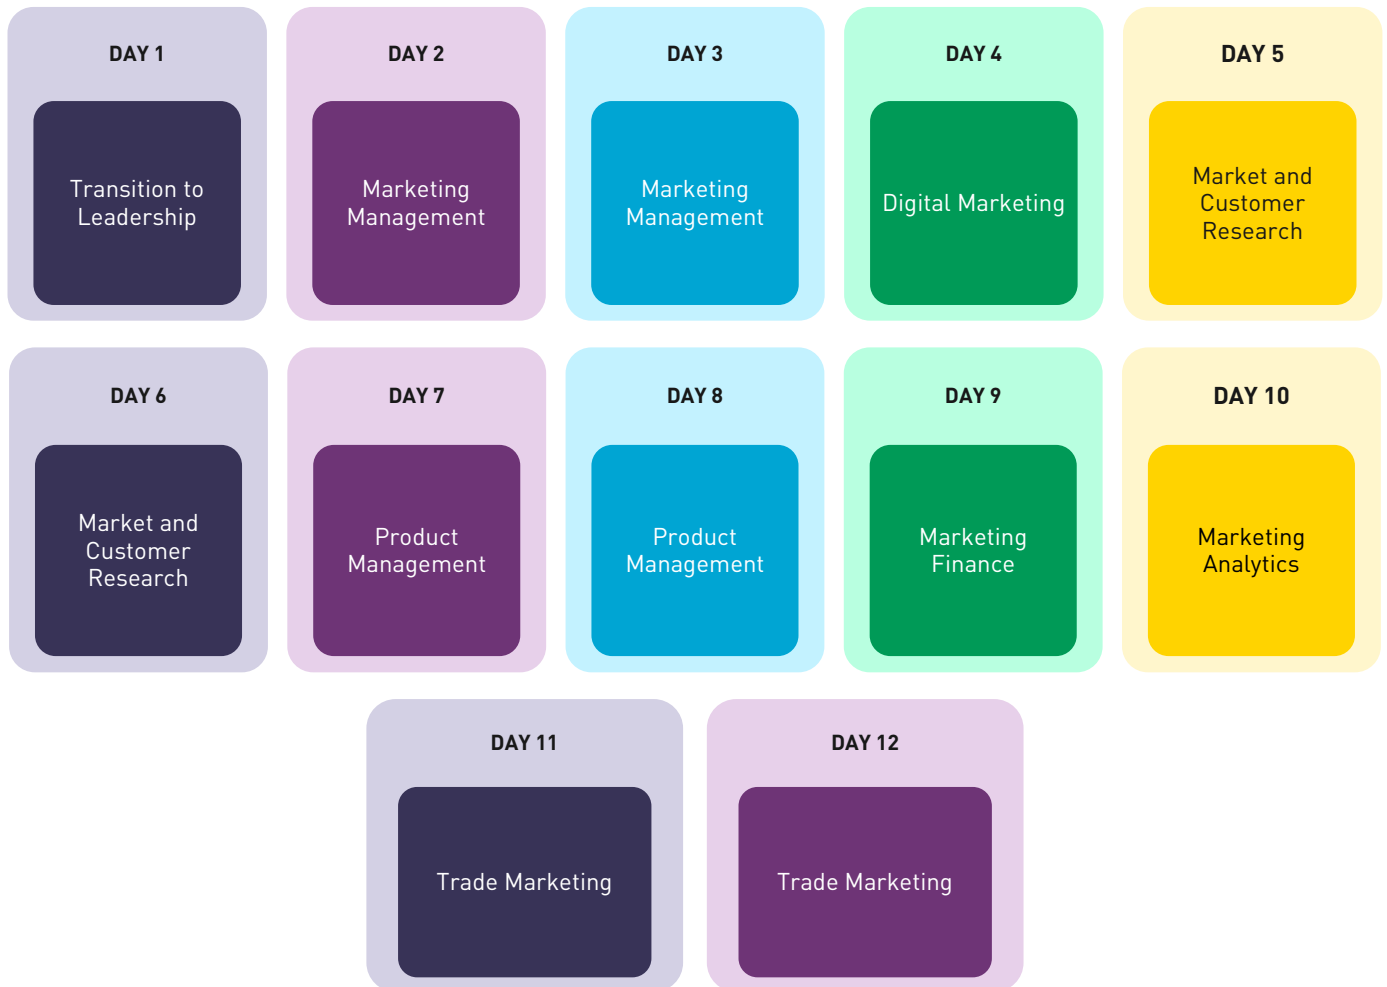 DAY 1
Transition to
Leadership
DAY 2
Marketing
Management
DAY 3
Marketing
Management
DAY 4
Digital Marketing
DAY 5
Market and
Customer
Research
DAY 6
Market and
Customer
Research
DAY 7
Product
Management
DAY 8
Product
Management
DAY 9
Marketing
Finance
DAY 10
Marketing
Analytics
DAY 11
Trade Marketing
DAY 12
Trade Marketing